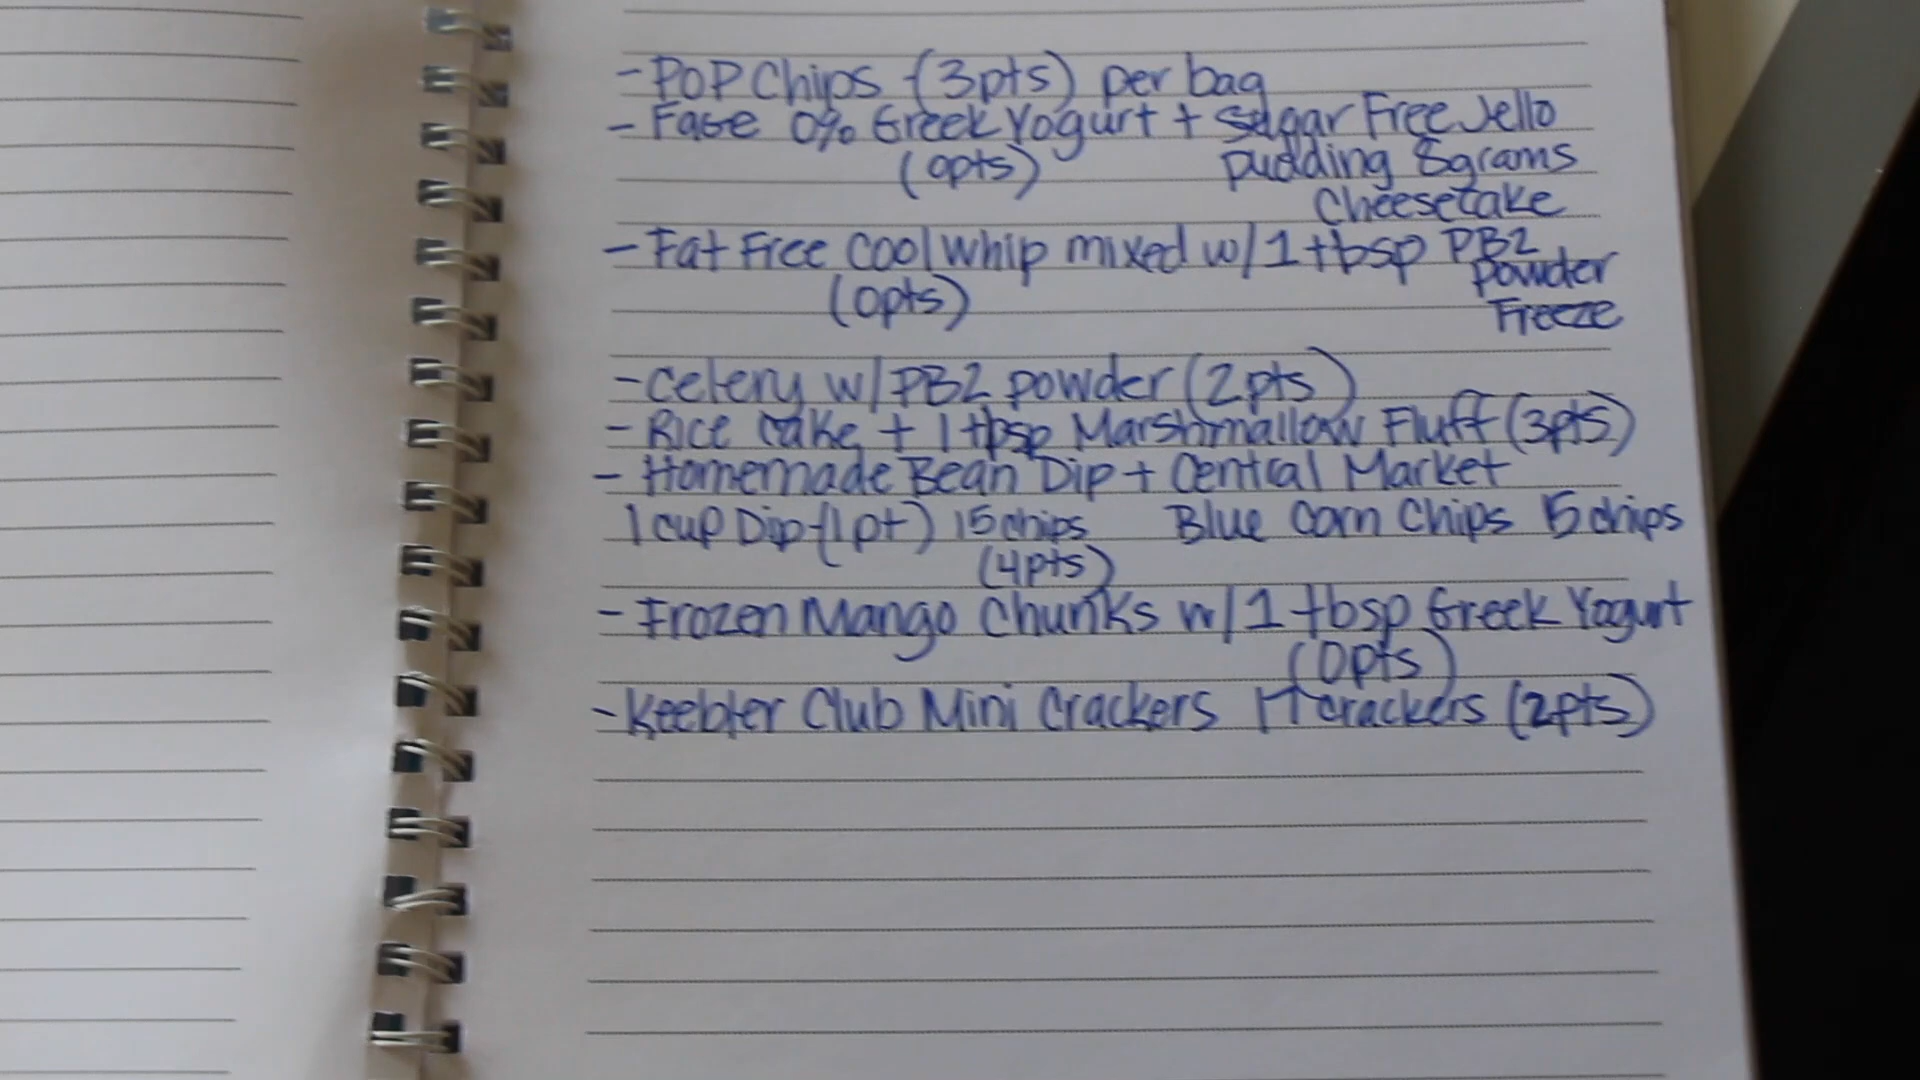 - POP Chips (3pts) per bag
- Fage 0% Greek Yogurt + Sugar Free Jello
(0pts) pudding 8grams
Cheesecake
- Fat Free Cool Whip mixed w/ 1 tbsp PB2
powder
(0pts) Freeze
- Celery w/ PB2 powder (2pts)
- Rice Cake + 1 tbsp Marshmallow Fluff (3pts)
- Homemade Bean Dip + Central Market
1 cup Dip (1pt) 15 chips Blue Corn Chips 15 chips
(4pts)
- Frozen Mango Chunks w/ 1 tbsp Greek Yogurt
(0pts)
- Keebler Club Mini Crackers 17 crackers (2pts)